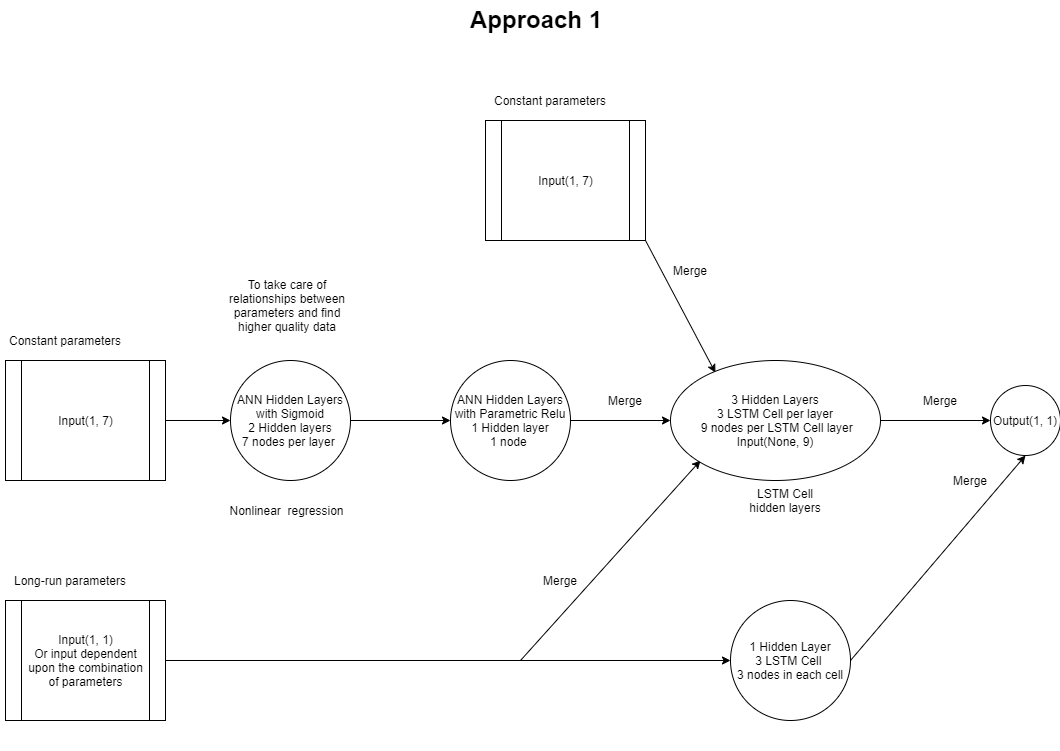 Approach 1
Constant parameters
Input(1, 7)
Merge
To take care of
relationships between
parameters and find
higher quality data
Constant parameters
Input(1, 7)
ANN Hidden Layers
with Sigmoid
2 Hidden layers
7 nodes per layer
ANN Hidden Layers
with Parametric Relu
1 Hidden layer
1 node
Merge
3 Hidden Layers
3 LSTM Cell per layer
9 nodes per LSTM Cell layer
Input(None, 9)
Merge
Output(1, 1)
Nonlinear regression
LSTM Cell
hidden layers
Merge
Long-run parameters
Merge
Input(1, 1)
Or input dependent
upon the combination
of parameters
1 Hidden Layer
3 LSTM Cell
3 nodes in each cell